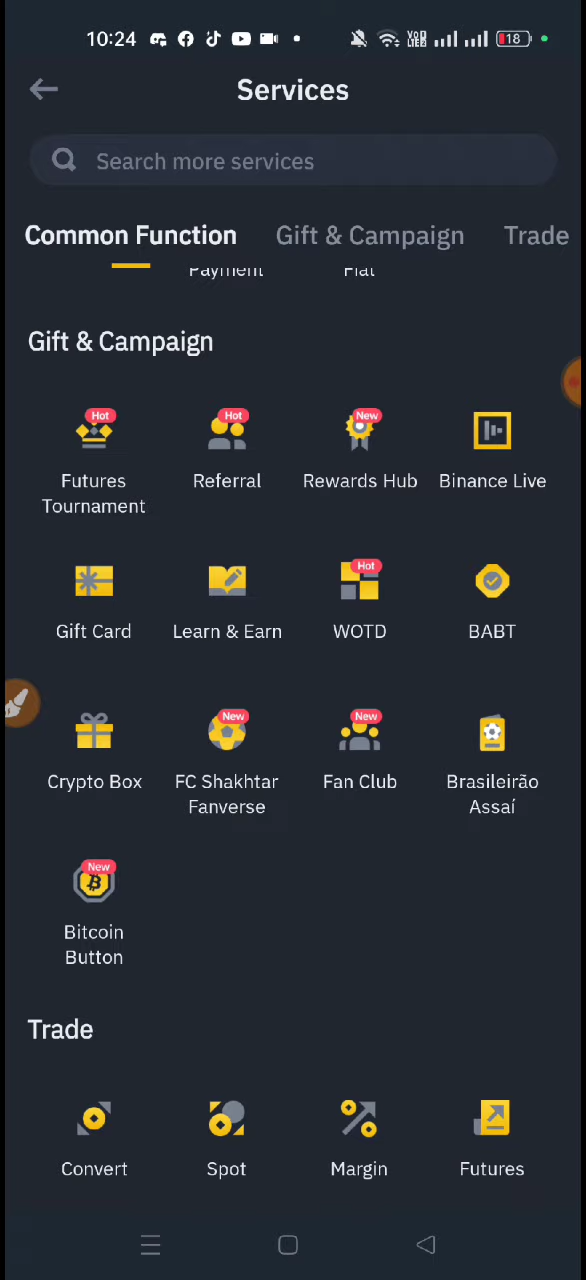 10:24 VoD LTE2 18
Services
Search more services
Common Function Gift & Campaign Trade
Payment Fiat
Gift & Campaign
Hot Hot New
Futures Tournament Referral Rewards Hub Binance Live
Hot
Gift Card Learn & Earn WOTD BABT
New New
Crypto Box FC Shakhtar Fanverse Fan Club Brasileirão Assaí
New
Bitcoin Button
Trade
Convert Spot Margin Futures